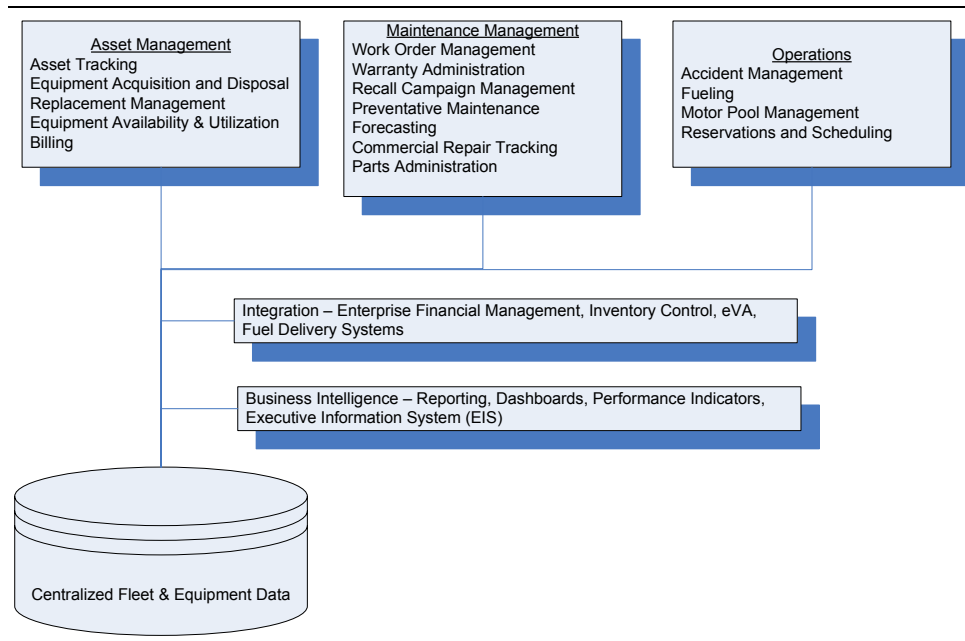 Asset Management
Asset Tracking
Equipment Acquisition and Disposal
Replacement Management
Equipment Availability & Utilization
Billing
Maintenance Management
Work Order Management
Warranty Administration
Recall Campaign Management
Preventative Maintenance
Forecasting
Commercial Repair Tracking
Parts Administration
Operations
Accident Management
Fueling
Motor Pool Management
Reservations and Scheduling
Integration – Enterprise Financial Management, Inventory Control, eVA,
Fuel Delivery Systems
Business Intelligence – Reporting, Dashboards, Performance Indicators,
Executive Information System (EIS)
Centralized Fleet & Equipment Data